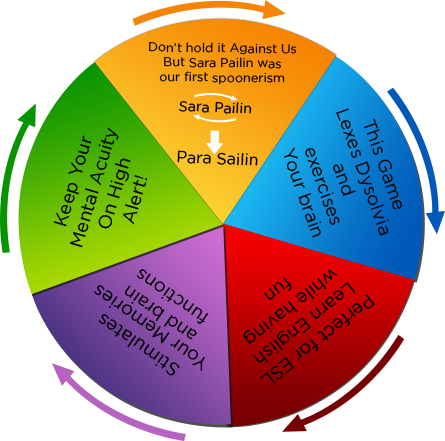 Don't hold it Against Us
But Sara Pailin was
our first spoonerism
Sara Pailin
Para Sailin
This Game
Lexes Dysolvia
and
exercises
Your brain
Perfect for ESL
Learn English
while having
fun
Stimulates
Your Memories
and brain
functions
Keep Your
Mental Acuity
On High
Alert!